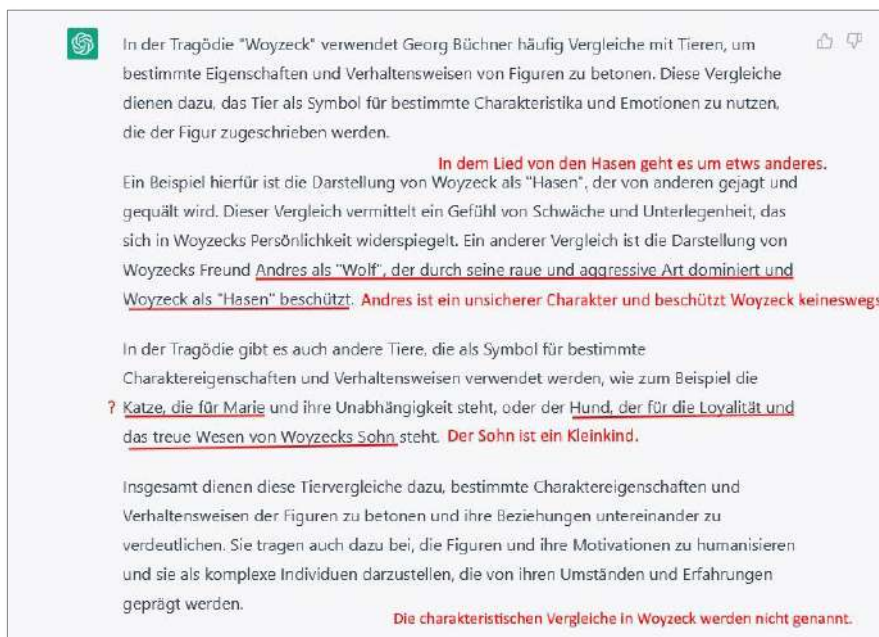 In der Tragödie "Woyzeck" verwendet Georg Büchner häufig Vergleiche mit Tieren, um
bestimmte Eigenschaften und Verhaltensweisen von Figuren zu betonen. Diese Vergleiche
dienen dazu, das Tier als Symbol für bestimmte Charakteristika und Emotionen zu nutzen,
die der Figur zugeschrieben werden.
In dem Lied von den Hasen geht es um etws anderes.
Ein Beispiel hierfür ist die Darstellung von Woyzeck als "Hasen", der von anderen gejagt und
gequält wird. Dieser Vergleich vermittelt ein Gefühl von Schwäche und Unterlegenheit, das
sich in Woyzecks Persönlichkeit widerspiegelt. Ein anderer Vergleich ist die Darstellung von
Woyzecks Freund Andres als "Wolf", der durch seine raue und aggressive Art dominiert und
Woyzeck als "Hasen" beschützt. Andres ist ein unsicherer Charakter und beschützt Woyzeck keineswegs
In der Tragödie gibt es auch andere Tiere, die als Symbol für bestimmte
Charaktereigenschaften und Verhaltensweisen verwendet werden, wie zum Beispiel die
? Katze, die für Marie und ihre Unabhängigkeit steht, oder der Hund, der für die Loyalität und
das treue Wesen von Woyzecks Sohn steht. Der Sohn ist ein Kleinkind.
Insgesamt dienen diese Tiervergleiche dazu, bestimmte Charaktereigenschaften und
Verhaltensweisen der Figuren zu betonen und ihre Beziehungen untereinander zu
verdeutlichen. Sie tragen auch dazu bei, die Figuren und ihre Motivationen zu humanisieren
und sie als komplexe Individuen darzustellen, die von ihren Umständen und Erfahrungen
geprägt werden.
Die charakteristischen Vergleiche in Woyzeck werden nicht genannt.